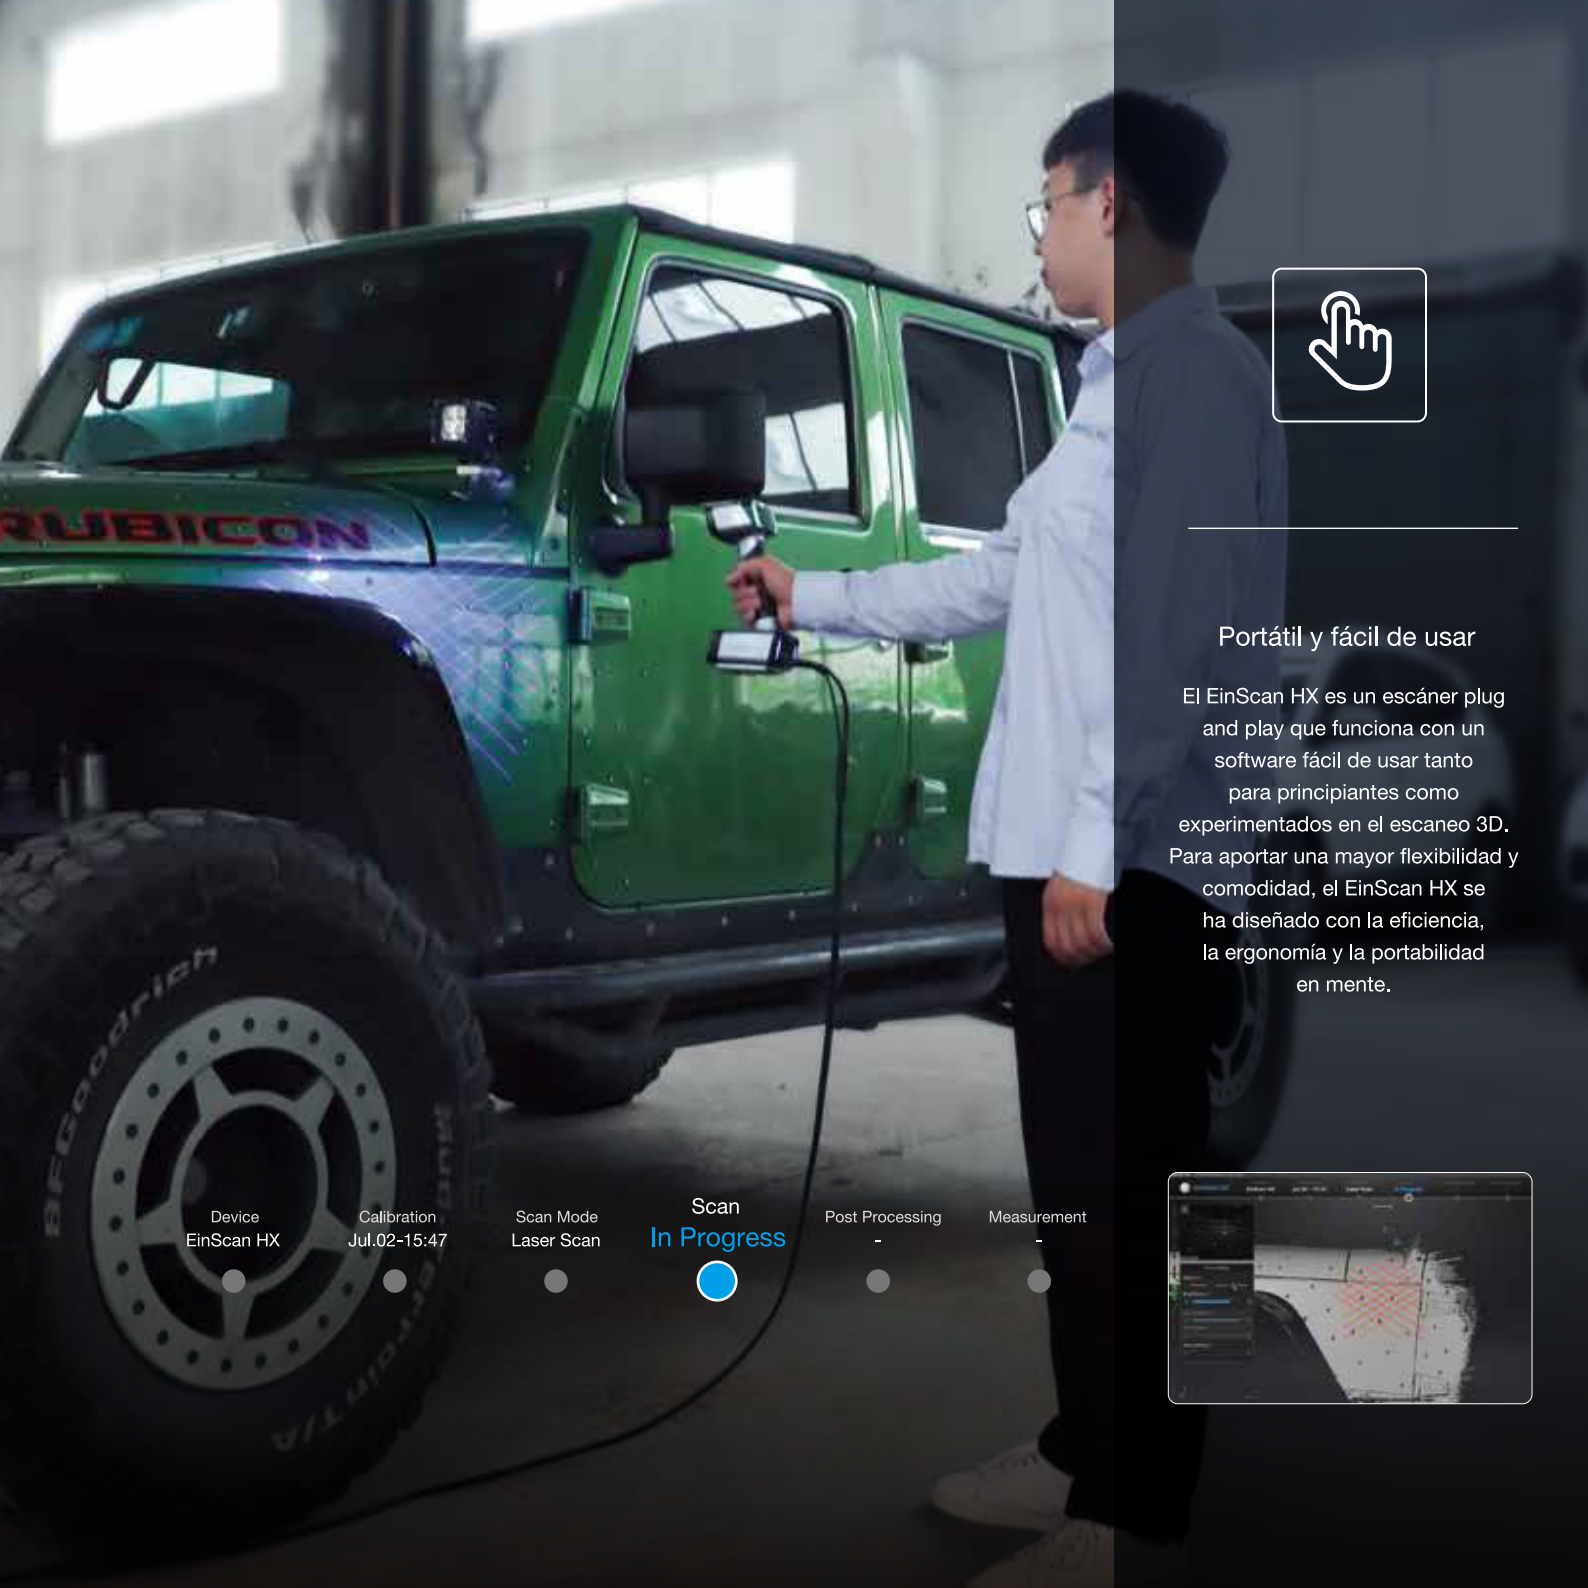 RUBICON
BFGoodrich
Mud-Terrain T/A
Portátil y fácil de usar
El EinScan HX es un escáner plug
and play que funciona con un
software fácil de usar tanto
para principiantes como
experimentados en el escaneo 3D.
Para aportar una mayor flexibilidad y
comodidad, el EinScan HX se
ha diseñado con la eficiencia,
la ergonomía y la portabilidad
en mente.
Device
EinScan HX
Calibration
Jul.02-15:47
Scan Mode
Laser Scan
Scan
In Progress
Post Processing
-
Measurement
-